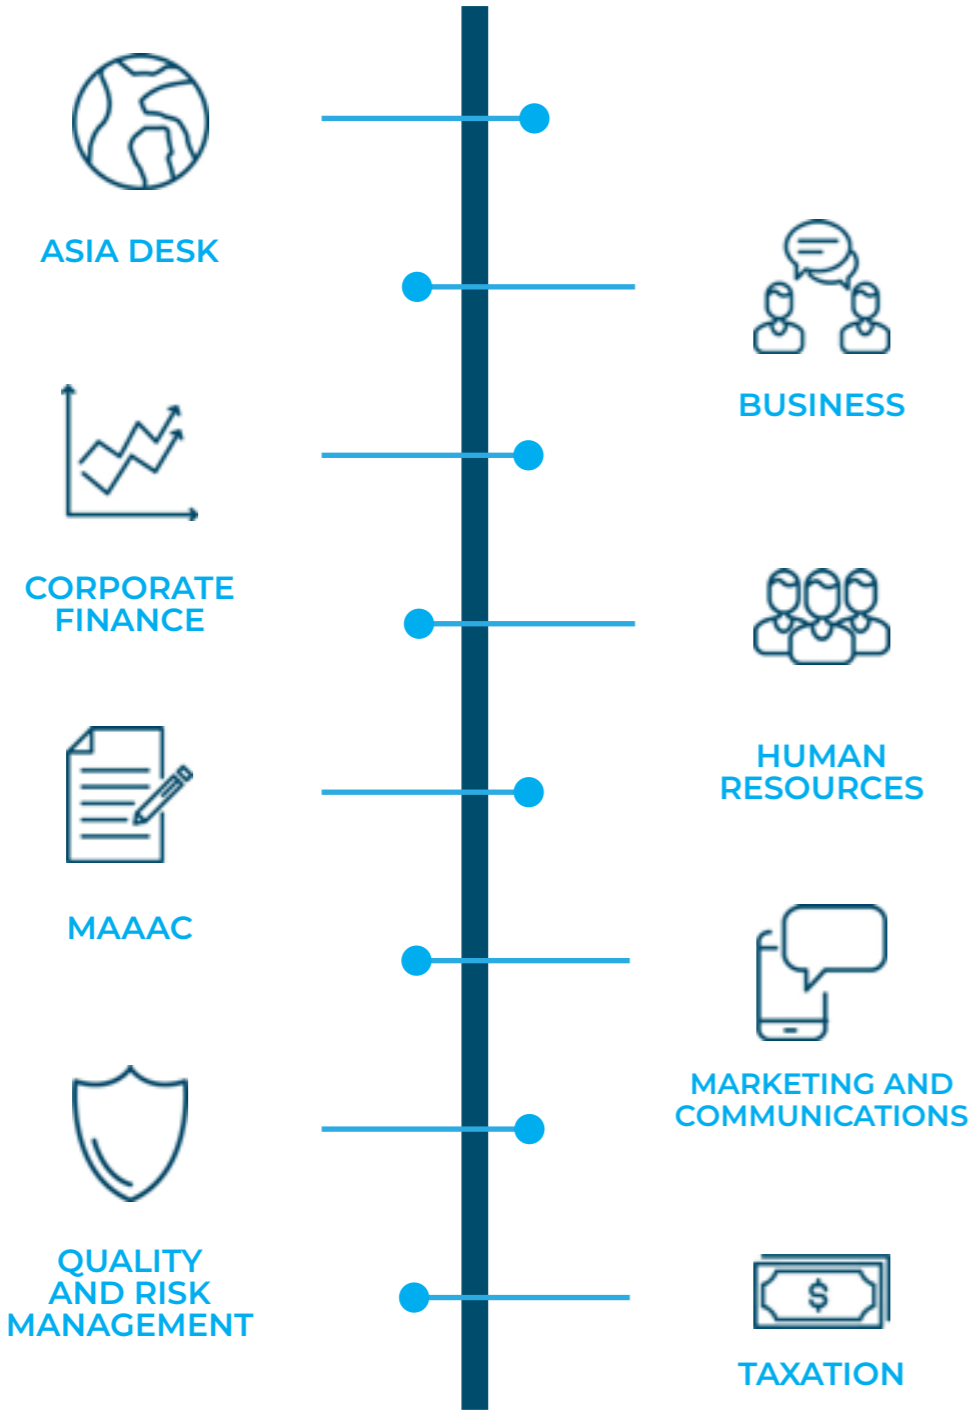 ASIA DESK
BUSINESS
CORPORATE
FINANCE
HUMAN
RESOURCES
MAAAC
MARKETING AND
COMMUNICATIONS
QUALITY
AND RISK
MANAGEMENT
$
TAXATION